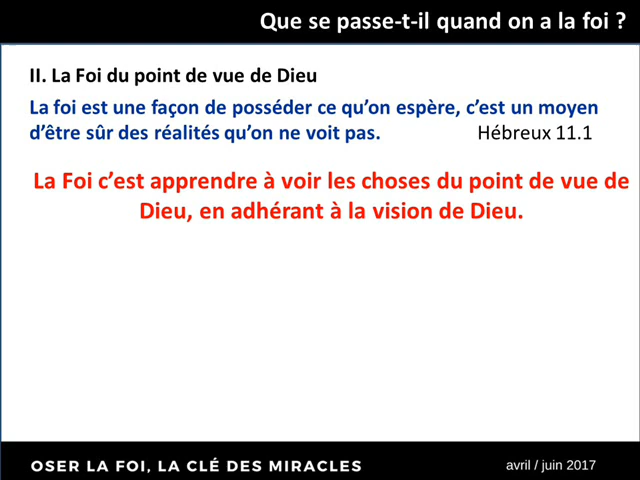 Que se passe-t-il quand on a la foi ?
II. La Foi du point de vue de Dieu
La foi est une façon de posséder ce qu’on espère, c’est un moyen
d’être sûr des réalités qu’on ne voit pas. Hébreux 11.1
La Foi c’est apprendre à voir les choses du point de vue de
Dieu, en adhérant à la vision de Dieu.
OSER LA FOI, LA CLÉ DES MIRACLES avril / juin 2017